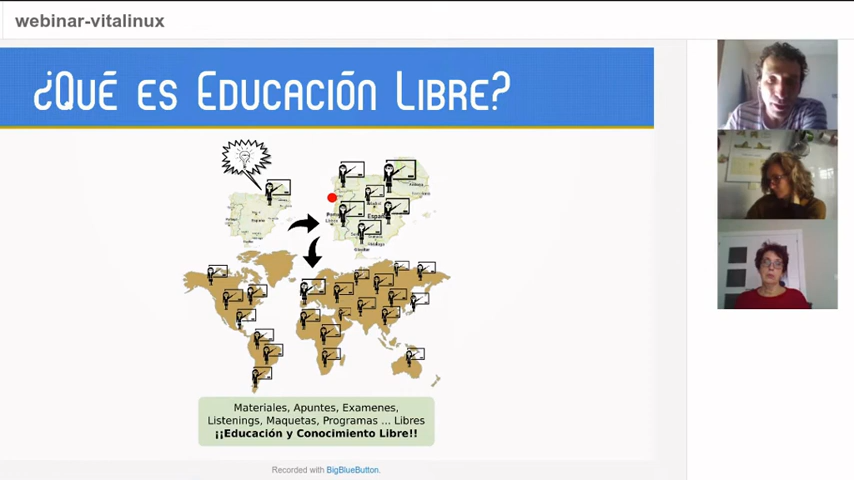 webinar-vitalinux
¿Qué es Educación Libre?
España
Materiales, Apuntes, Examenes,
Listenings, Maquetas, Programas ... Libres
¡¡Educación y Conocimiento Libre!!
Recorded with BigBlueButton.